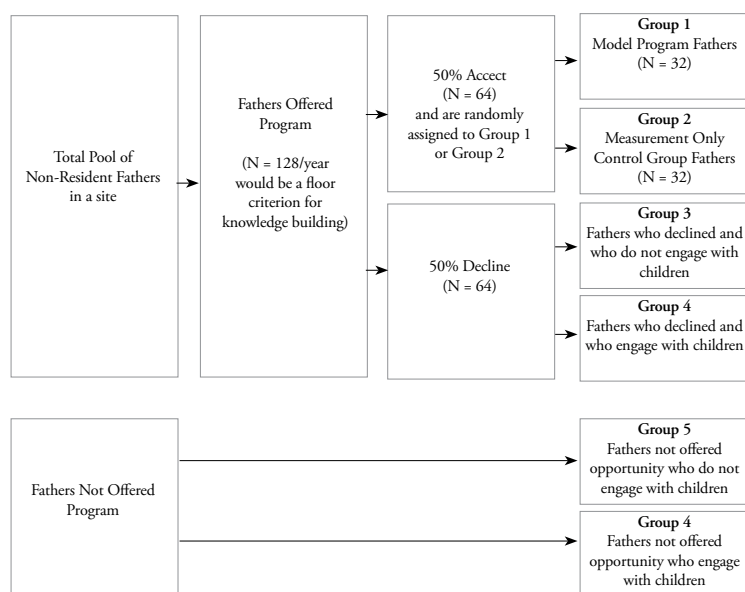 Total Pool of
Non-Resident Fathers
in a site
Fathers Offered
Program
(N = 128/year
would be a floor
criterion for
knowledge building)
50% Accect
(N = 64)
and are randomly
assigned to Group 1
or Group 2
50% Decline
(N = 64)
Group 1
Model Program Fathers
(N = 32)
Group 2
Measurement Only
Control Group Fathers
(N = 32)
Group 3
Fathers who declined and
who do not engage with
children
Group 4
Fathers who declined and
who engage with children
Fathers Not Offered
Program
Group 5
Fathers not offered
opportunity who do not
engage with children
Group 4
Fathers not offered
opportunity who engage
with children